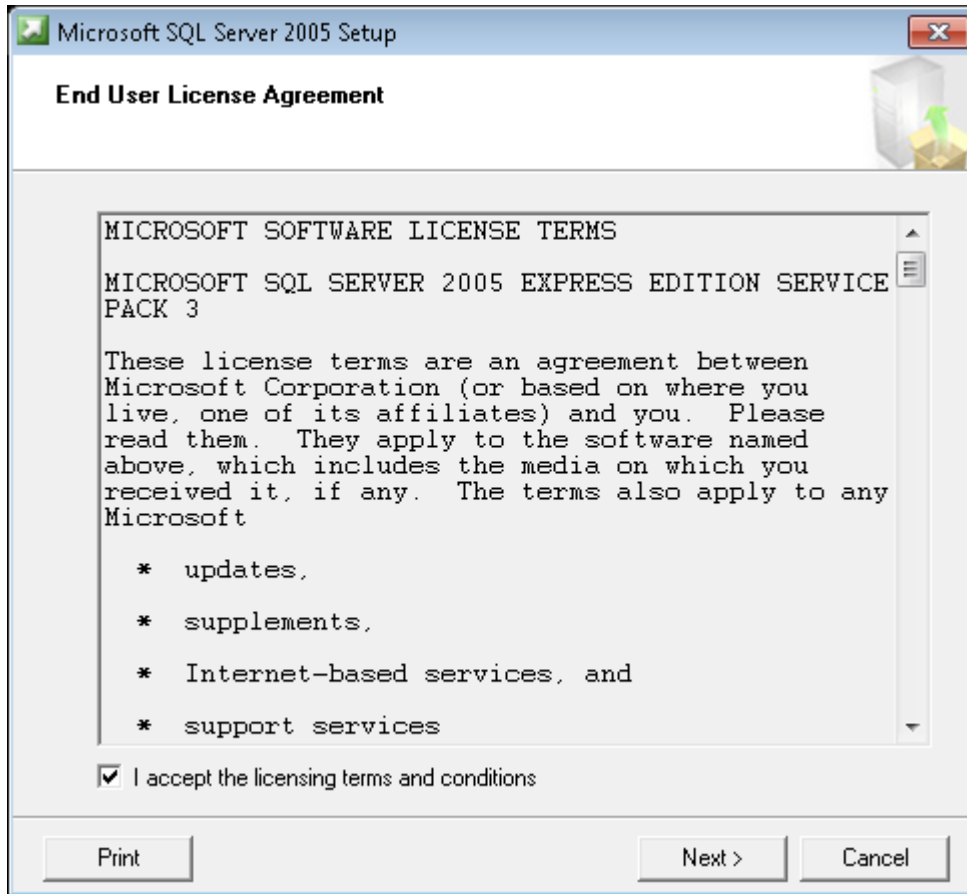 Microsoft SQL Server 2005 Setup
End User License Agreement
MICROSOFT SOFTWARE LICENSE TERMS
MICROSOFT SQL SERVER 2005 EXPRESS EDITION SERVICE
PACK 3
These license terms are an agreement between
Microsoft Corporation (or based on where you
live, one of its affiliates) and you.  Please
read them.  They apply to the software named
above, which includes the media on which you
received it, if any.  The terms also apply to any
Microsoft
* updates,
* supplements,
* Internet-based services, and
* support services
I accept the licensing terms and conditions
Print
Next >
Cancel